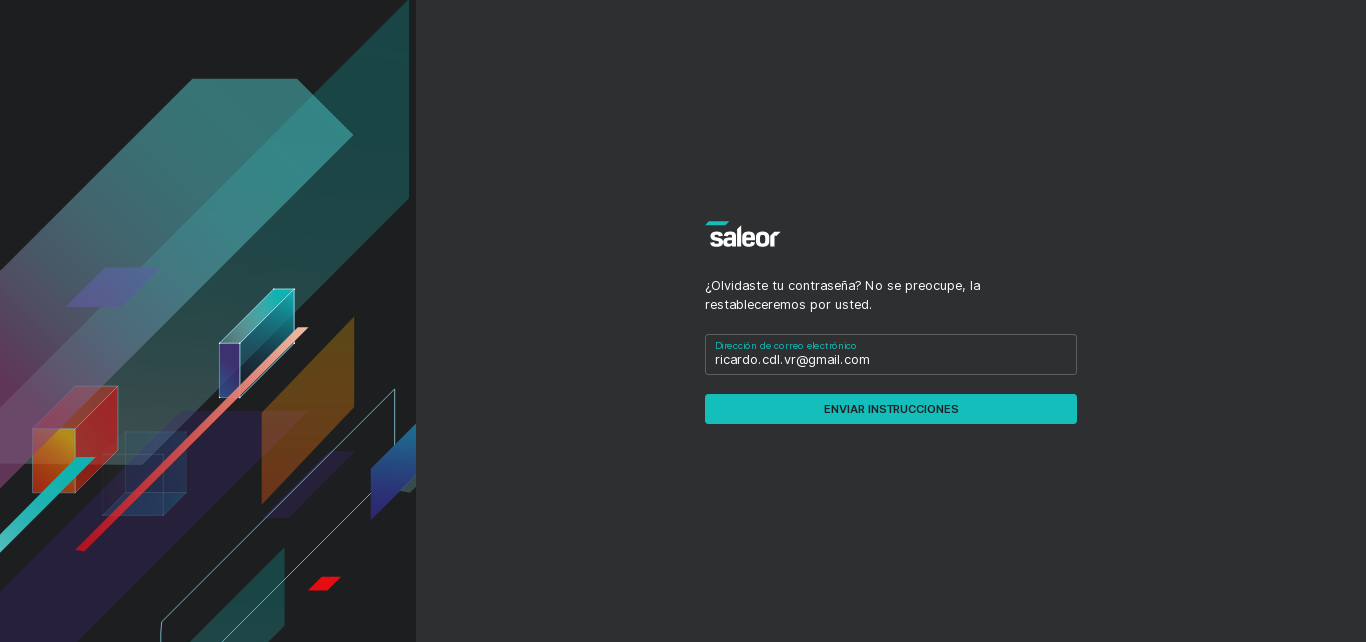 saleor
¿Olvidaste tu contraseña? No se preocupe, la
restableceremos por usted.
Dirección de correo electrónico
ricardo.cdl.vr@gmail.com
ENVIAR INSTRUCCIONES